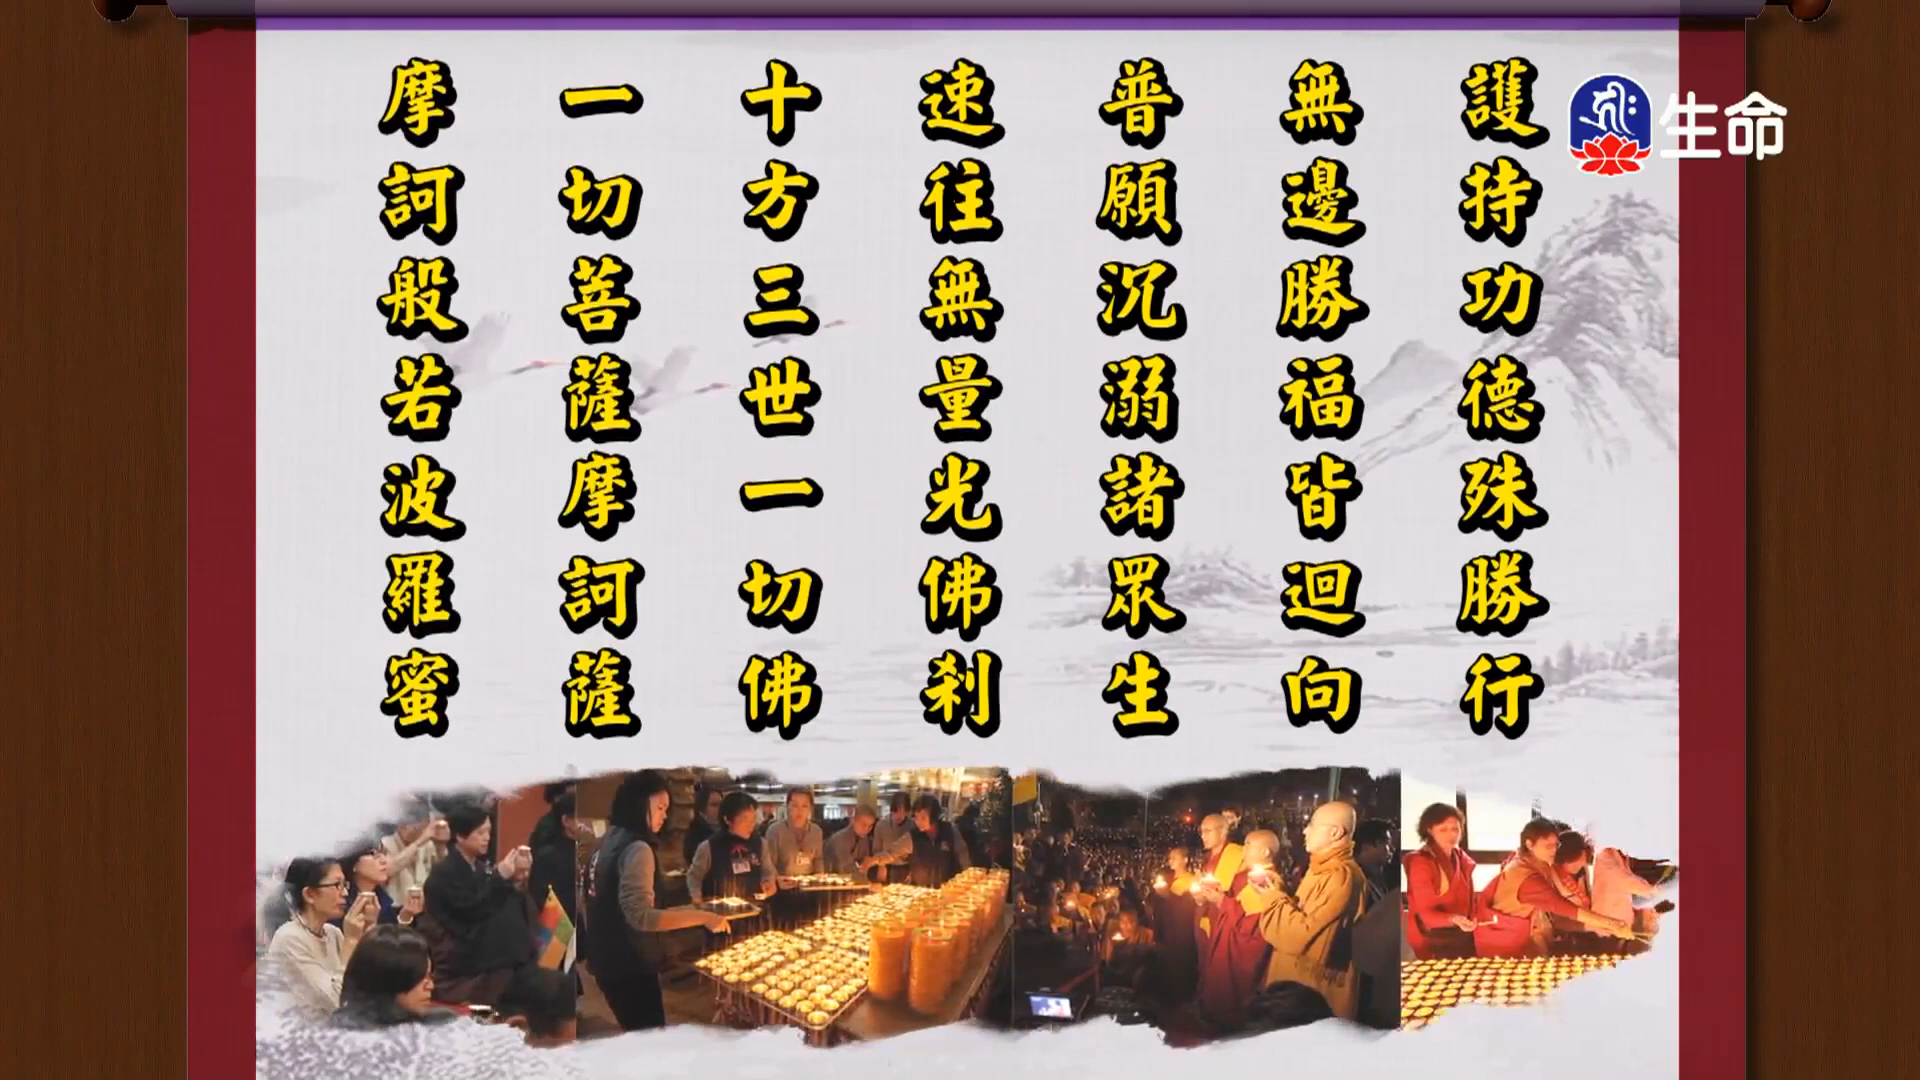 護持功德殊勝行
無邊勝福皆迴向
普願沉溺諸眾生
速往無量光佛剎
十方三世一切佛
一切菩薩摩訶薩
摩訶般若波羅蜜
生命